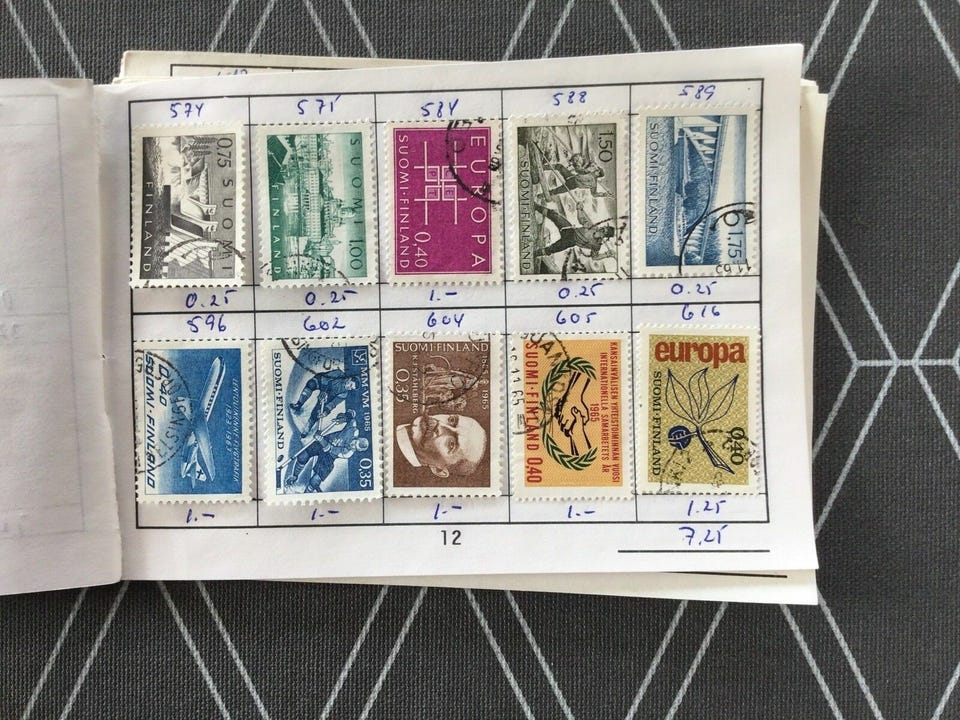 574 575 584 588 589
0,75 SUOMI
FINLAND
SUOMI 1,00
FINLAND
EUROPA
SUOMI·FINLAND 0,40
1,50
SUOMI FINLAND
SUOMI·FINLAND
1.75
0.25 0.25 1.- 0.25 0.25
596 602 604 605 616
0,40
SUOMI·FINLAND
1923-1963
MM VM 1965
SUOMI·FINLAND
0,35
SUOMI·FINLAND
1865 1965
K.J. STÅHLBERG
0,35
KANSAINVÄLISEN YHTEISTOIMINNAN VUOSI
INTERNATIONELLA SAMARBETETS ÅR
1965
SUOMI·FINLAND 0,40
europa
SUOMI·FINLAND
0,40
1.- 1.- 1.- 1.- 1.25
12
7,25